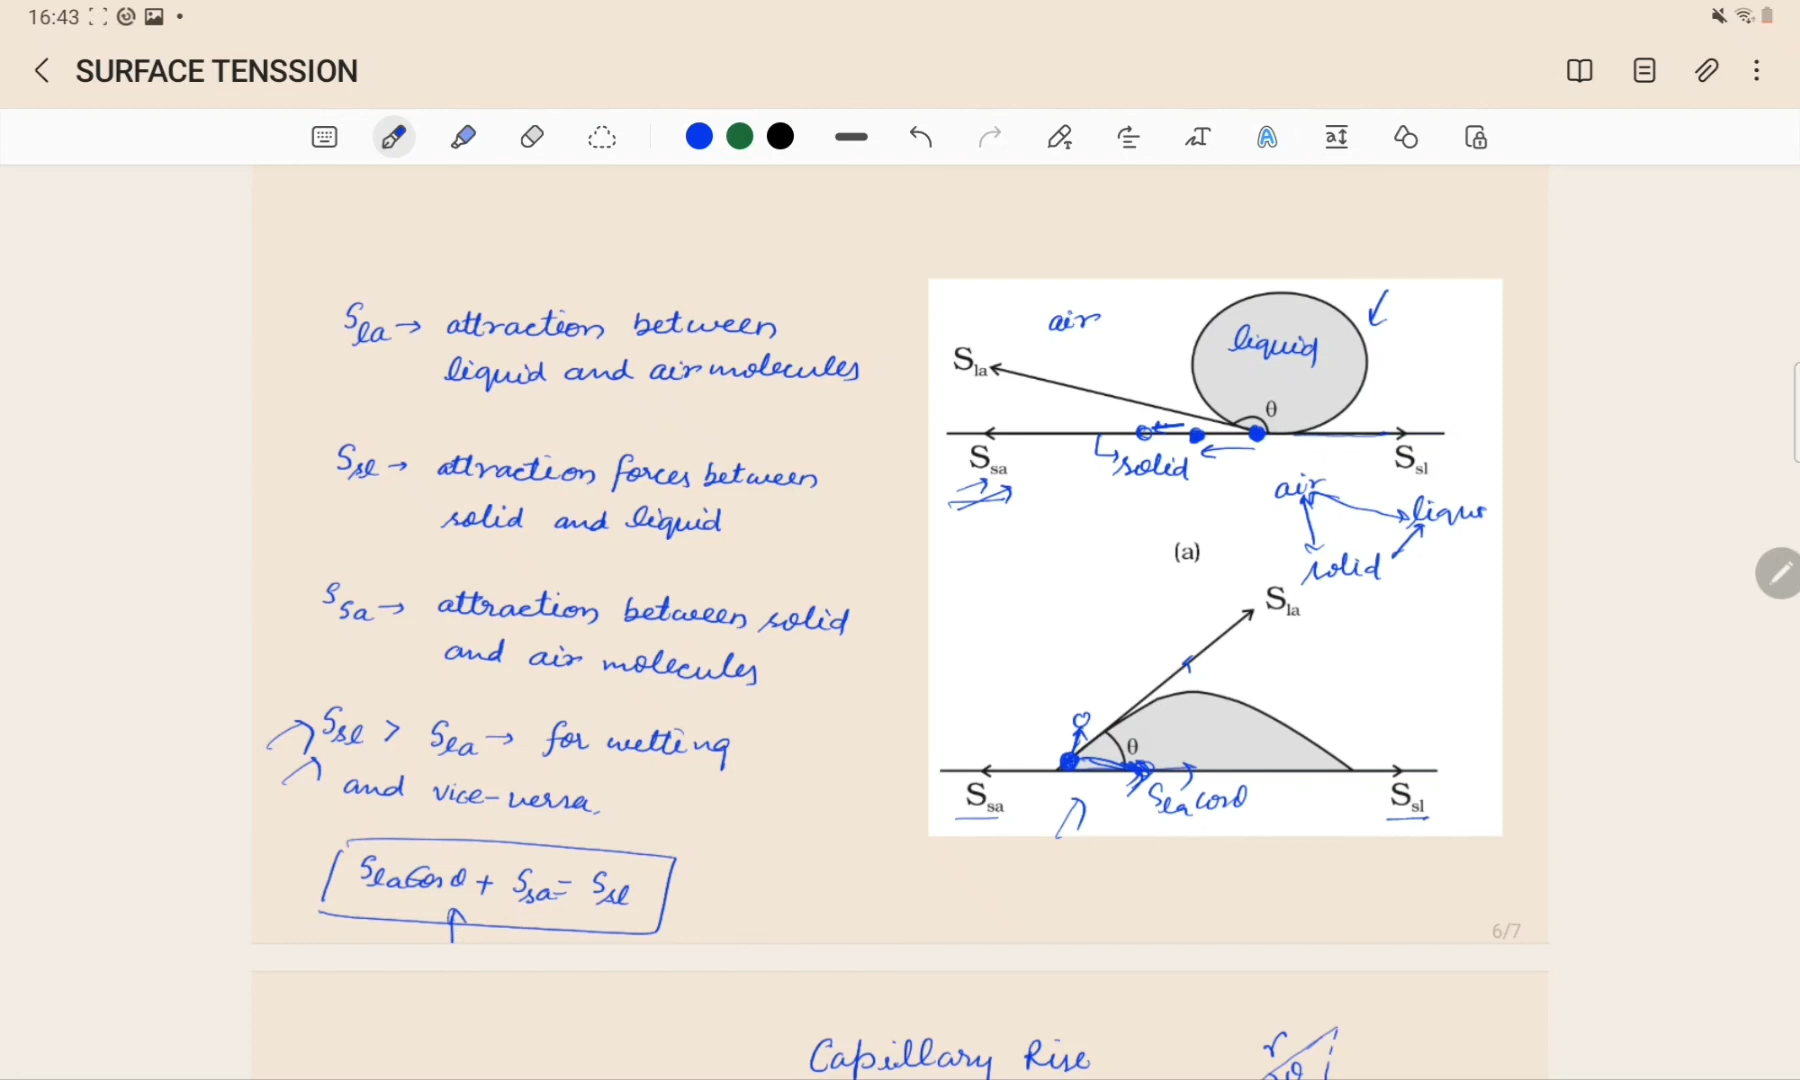 16:43
SURFACE TENSSION
Sla → attraction between
liquid and air molecules
Ssl → attraction forces between
solid and liquid
Ssa → attraction between solid
and air molecules
Ssl > Sla → for wetting
and vice-versa.
Sla Cos θ + Ssa = Ssl
air
liquid
Sla
θ
Ssa
solid
Ssl
air
liqui
solid
(a)
Sla
θ
Ssa
Sla cosθ
Ssl
6/7
Capillary Rise
r
θ